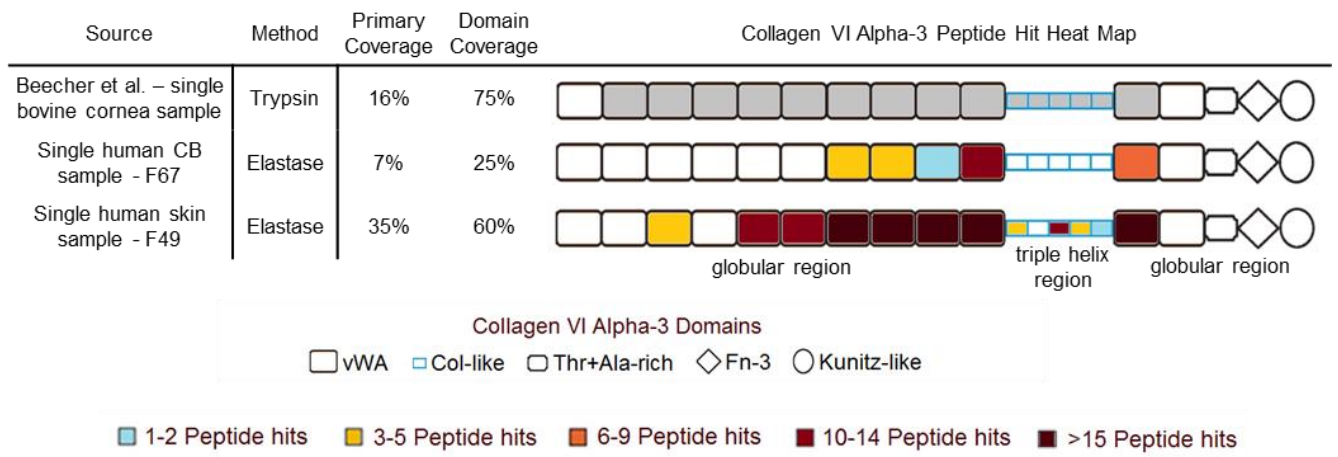 Source Method Primary Coverage Domain Coverage Collagen VI Alpha-3 Peptide Hit Heat Map
Beecher et al. – single
bovine cornea sample
Trypsin 16% 75%
Single human CB
sample - F67
Elastase 7% 25%
Single human skin
sample - F49
Elastase 35% 60%
globular region
triple helix
region
globular region
Collagen VI Alpha-3 Domains
vWA Col-like Thr+Ala-rich Fn-3 Kunitz-like
1-2 Peptide hits 3-5 Peptide hits 6-9 Peptide hits 10-14 Peptide hits >15 Peptide hits